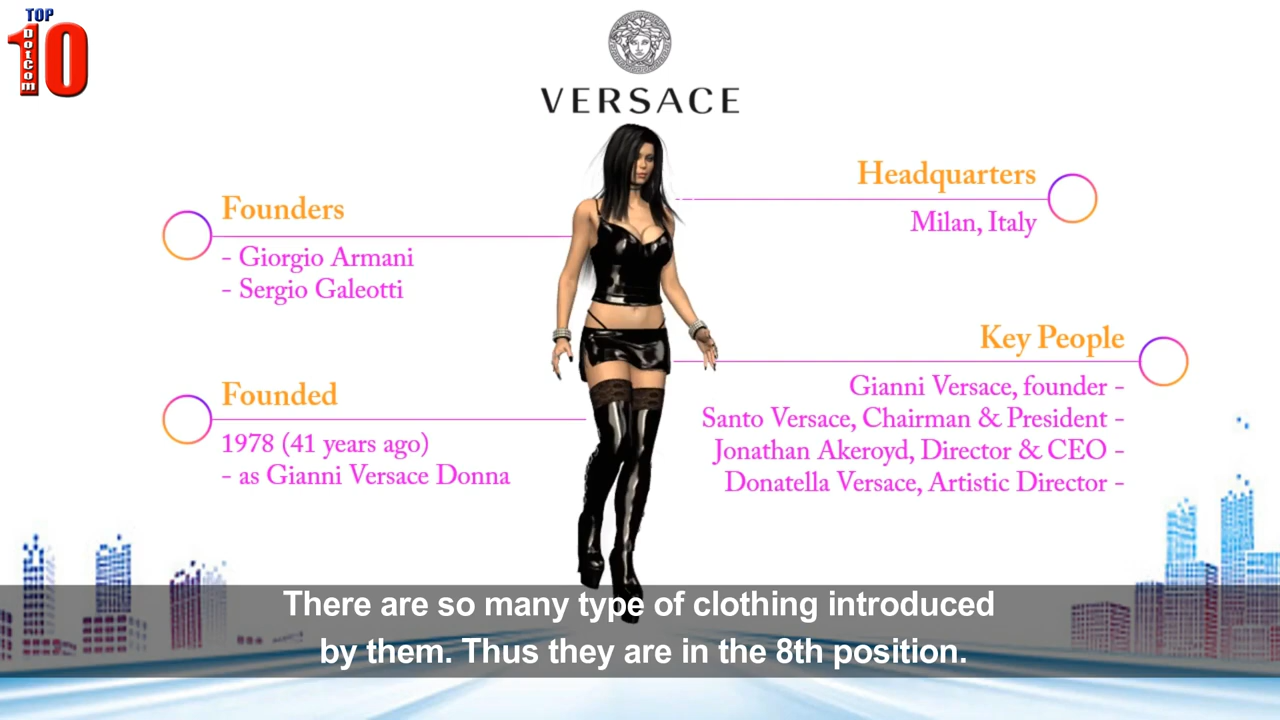 TOP
10
Dotcom
VERSACE
Founders
- Giorgio Armani
- Sergio Galeotti
Founded
1978 (41 years ago)
- as Gianni Versace Donna
Headquarters
Milan, Italy
Key People
Gianni Versace, founder -
Santo Versace, Chairman & President -
Jonathan Akeroyd, Director & CEO -
Donatella Versace, Artistic Director -
There are so many type of clothing introduced
by them. Thus they are in the 8th position.